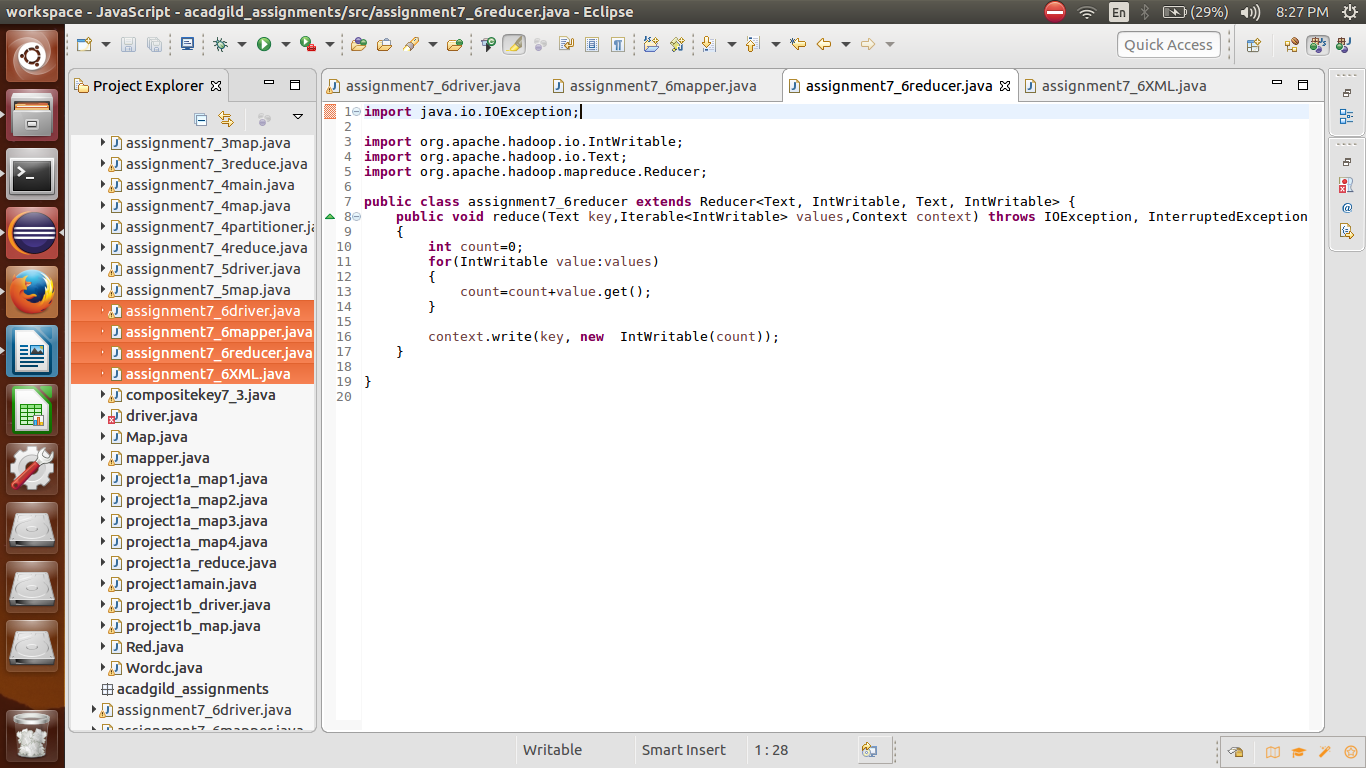 workspace - JavaScript - acadgild_assignments/src/assignment7_6reducer.java - Eclipse
En
(29%)
8:27 PM
Quick Access
Project Explorer
assignment7_3map.java
assignment7_3reduce.java
assignment7_4main.java
assignment7_4map.java
assignment7_4partitioner.ja
assignment7_4reduce.java
assignment7_5driver.java
assignment7_5map.java
assignment7_6driver.java
assignment7_6mapper.java
assignment7_6reducer.java
assignment7_6XML.java
compositekey7_3.java
driver.java
Map.java
mapper.java
project1a_map1.java
project1a_map2.java
project1a_map3.java
project1a_map4.java
project1a_reduce.java
project1amain.java
project1b_driver.java
project1b_map.java
Red.java
Wordc.java
acadgild_assignments
assignment7_6driver.java
assignment7_6mapper.java
assignment7_6driver.java
assignment7_6mapper.java
assignment7_6reducer.java
assignment7_6XML.java
1 import java.io.IOException;
2
3 import org.apache.hadoop.io.IntWritable;
4 import org.apache.hadoop.io.Text;
5 import org.apache.hadoop.mapreduce.Reducer;
6
7 public class assignment7_6reducer extends Reducer<Text, IntWritable, Text, IntWritable> {
8 public void reduce(Text key,Iterable<IntWritable> values,Context context) throws IOException, InterruptedException
9 {
10 int count=0;
11 for(IntWritable value:values)
12 {
13 count=count+value.get();
14 }
15
16 context.write(key, new  IntWritable(count));
17 }
18
19 }
20
Writable
Smart Insert
1 : 28